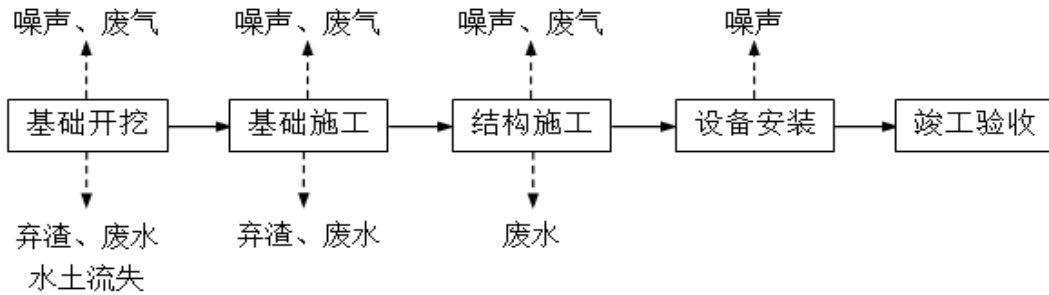 噪声、废气
噪声、废气
噪声、废气
噪声
基础开挖
基础施工
结构施工
设备安装
竣工验收
弃渣、废水
水土流失
弃渣、废水
废水